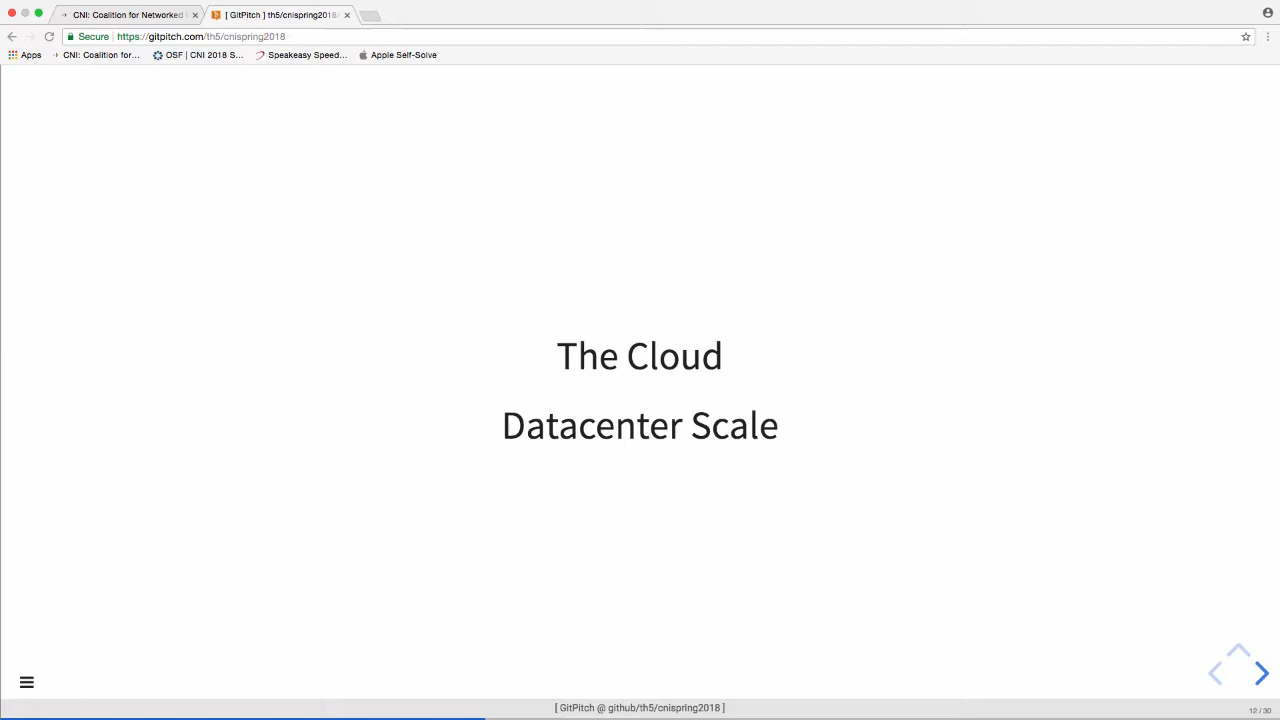 CNI: Coalition for Networked
[ GitPitch ] th5/cnispring2018/
Secure https://gitpitch.com/th5/cnispring2018
Apps CNI: Coalition for... OSF | CNI 2018 S... Speakeasy Speed... Apple Self-Solve
The Cloud
Datacenter Scale
[ GitPitch @ github/th5/cnispring2018 ]
12 / 30